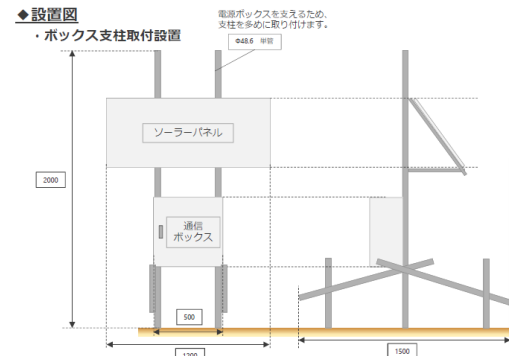 ◆設置図
・ボックス支柱取付設置
電源ボックスを支えるため、
支柱を多めに取り付けます。
Φ48.6 単管
ソーラーパネル
2000
通信
ボックス
500
1200
1500